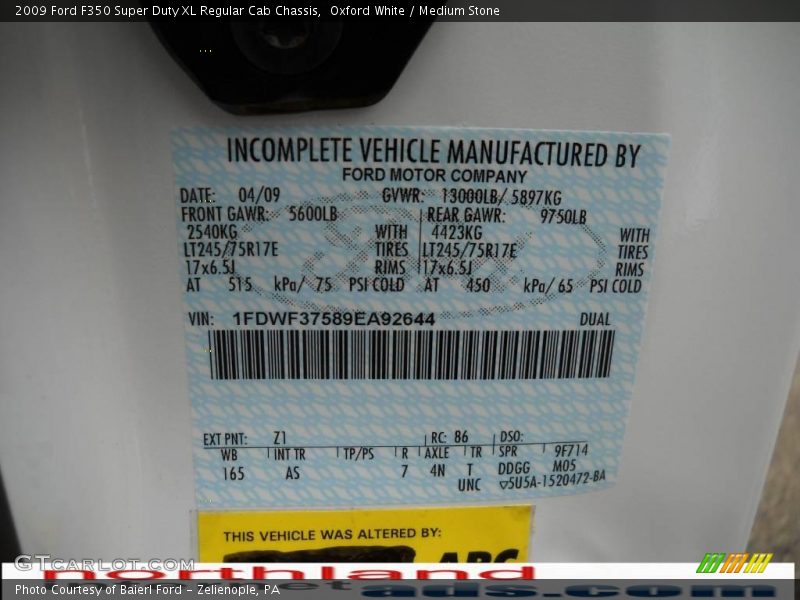 2009 Ford F350 Super Duty XL Regular Cab Chassis,  Oxford White / Medium Stone
INCOMPLETE VEHICLE MANUFACTURED BY
FORD MOTOR COMPANY
DATE: 04/09 GVWR: 13000LB/ 5897KG
FRONT GAWR: 5600LB REAR GAWR: 9750LB
2540KG WITH 4423KG WITH
LT245/75R17E TIRES LT245/75R17E TIRES
17x6.5J RIMS 17x6.5J RIMS
AT 515 kPa/ 75 PSI COLD AT 450 kPa/ 65 PSI COLD
VIN: 1FDWF37589EA92644 DUAL
EXT PNT: Z1 RC: 86 DSO:
WB INT TR TP/PS R AXLE TR SPR 9F714
165 AS 7 4N T DDGG M05
UNC ▽5U5A-1520472-BA
THIS VEHICLE WAS ALTERED BY:
GTCarLot.com
northland
ads.com
Photo Courtesy of Baierl Ford - Zelienople, PA